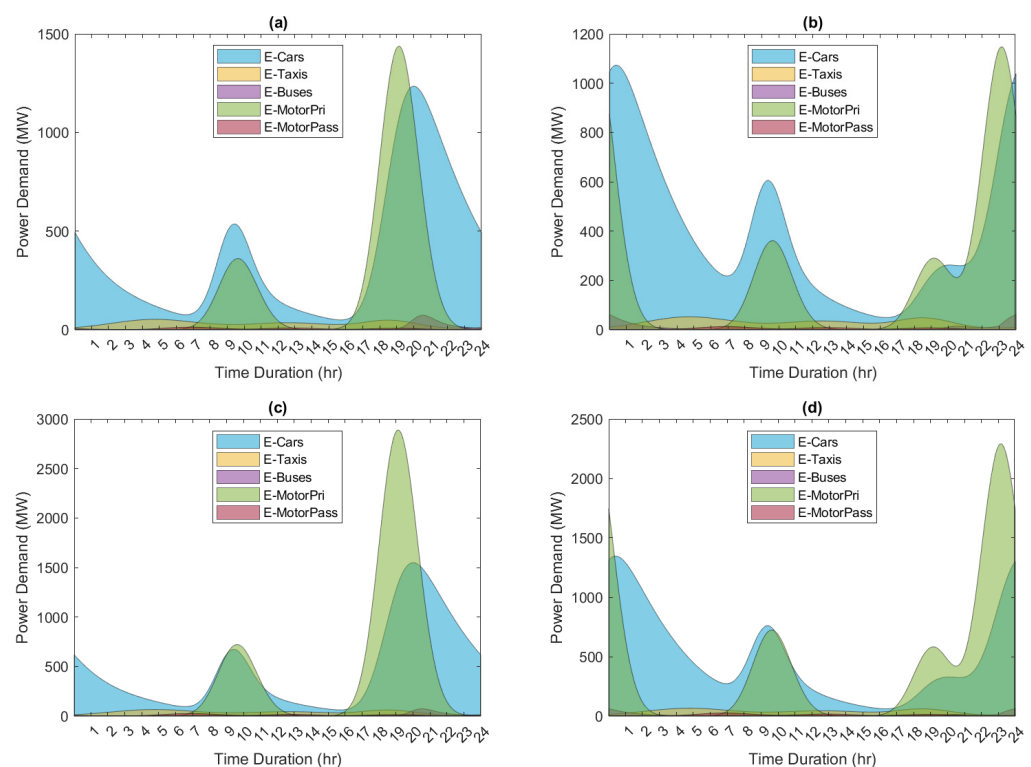 (a)
1500
1000
500
0
Power Demand (MW)
E-Cars
E-Taxis
E-Buses
E-MotorPri
E-MotorPass
1 2 3 4 5 6 7 8 9 10 11 12 13 14 15 16 17 18 19 20 21 22 23 24
Time Duration (hr)
(b)
1200
1000
800
600
400
200
0
Power Demand (MW)
E-Cars
E-Taxis
E-Buses
E-MotorPri
E-MotorPass
1 2 3 4 5 6 7 8 9 10 11 12 13 14 15 16 17 18 19 20 21 22 23 24
Time Duration (hr)
(c)
3000
2500
2000
1500
1000
500
0
Power Demand (MW)
E-Cars
E-Taxis
E-Buses
E-MotorPri
E-MotorPass
1 2 3 4 5 6 7 8 9 10 11 12 13 14 15 16 17 18 19 20 21 22 23 24
Time Duration (hr)
(d)
2500
2000
1500
1000
500
0
Power Demand (MW)
E-Cars
E-Taxis
E-Buses
E-MotorPri
E-MotorPass
1 2 3 4 5 6 7 8 9 10 11 12 13 14 15 16 17 18 19 20 21 22 23 24
Time Duration (hr)